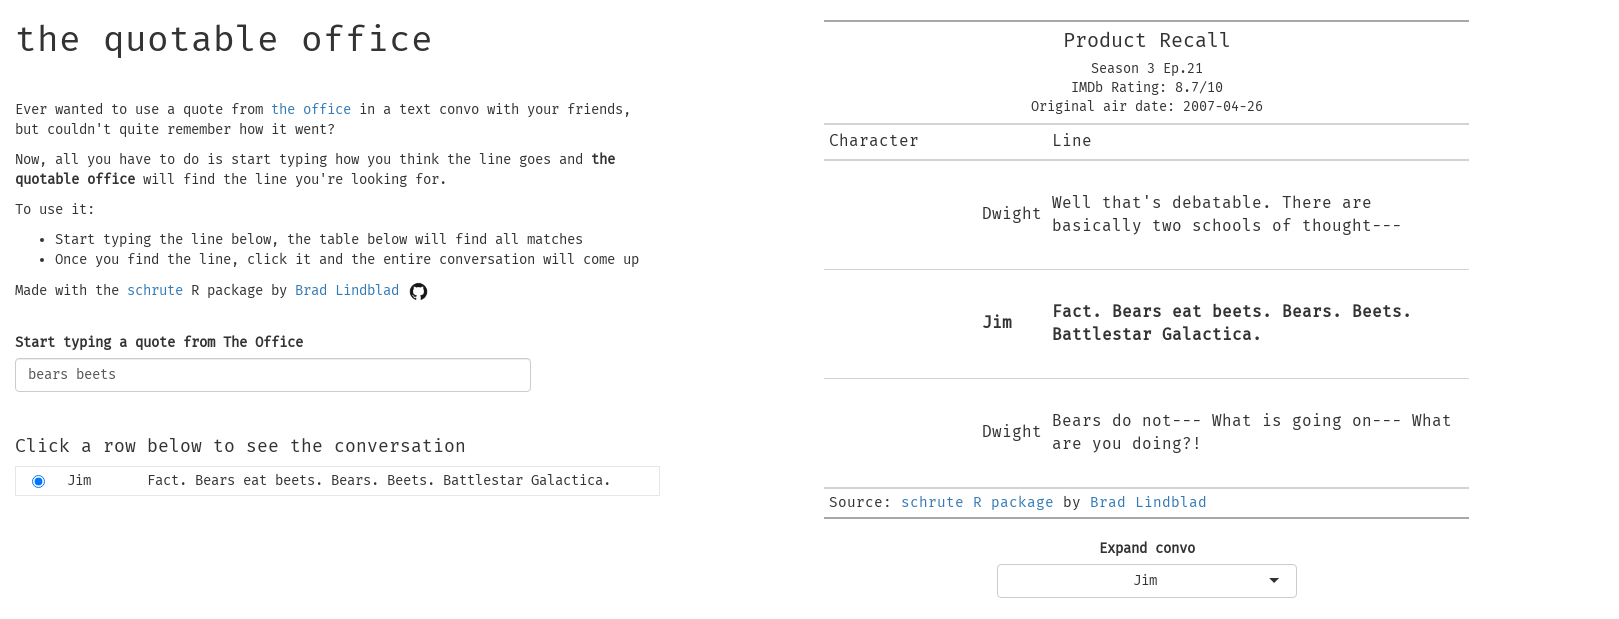 the quotable office
Ever wanted to use a quote from the office in a text convo with your friends,
but couldn't quite remember how it went?
Now, all you have to do is start typing how you think the line goes and the
quotable office will find the line you're looking for.
To use it:
• Start typing the line below, the table below will find all matches
• Once you find the line, click it and the entire conversation will come up
Made with the schrute R package by Brad Lindblad
Start typing a quote from The Office
bears beets
Click a row below to see the conversation
Jim Fact. Bears eat beets. Bears. Beets. Battlestar Galactica.
Product Recall
Season 3 Ep.21
IMDb Rating: 8.7/10
Original air date: 2007-04-26
Character Line
Dwight Well that's debatable. There are
basically two schools of thought---
Jim Fact. Bears eat beets. Bears. Beets.
Battlestar Galactica.
Dwight Bears do not--- What is going on--- What
are you doing?!
Source: schrute R package by Brad Lindblad
Expand convo
Jim